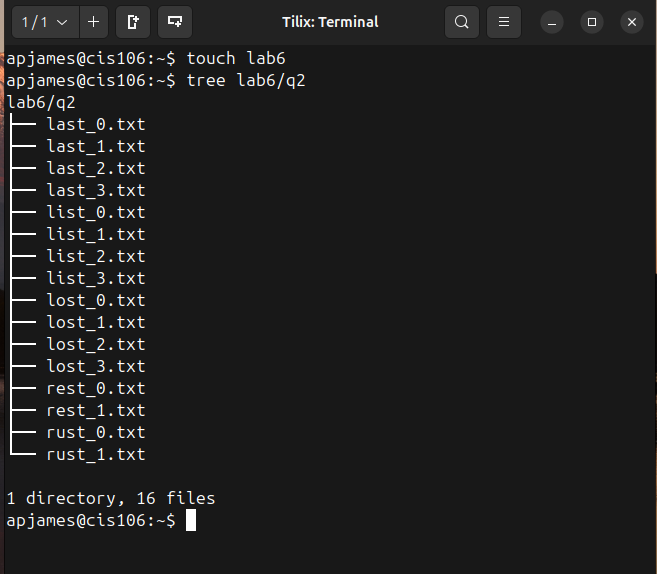 1 / 1
Tilix: Terminal
apjames@cis106:~$ touch lab6
apjames@cis106:~$ tree lab6/q2
lab6/q2
├── last_0.txt
├── last_1.txt
├── last_2.txt
├── last_3.txt
├── list_0.txt
├── list_1.txt
├── list_2.txt
├── list_3.txt
├── lost_0.txt
├── lost_1.txt
├── lost_2.txt
├── lost_3.txt
├── rest_0.txt
├── rest_1.txt
├── rust_0.txt
└── rust_1.txt
1 directory, 16 files
apjames@cis106:~$